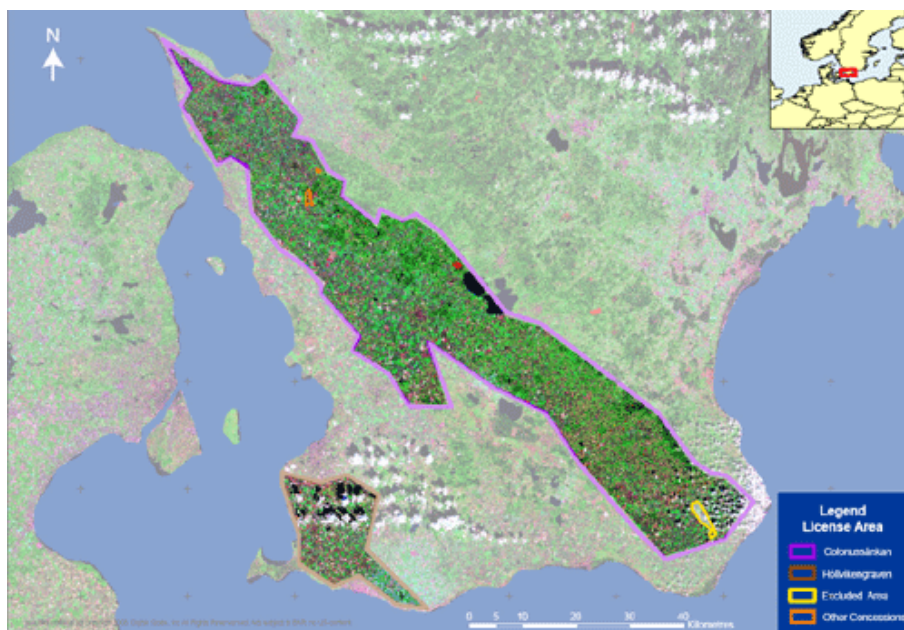 N
Legend
License Area
Colonussänkan
Höllvikengraven
Excluded Area
Other Concessions
0 5 10 20 30 40
Kilometres